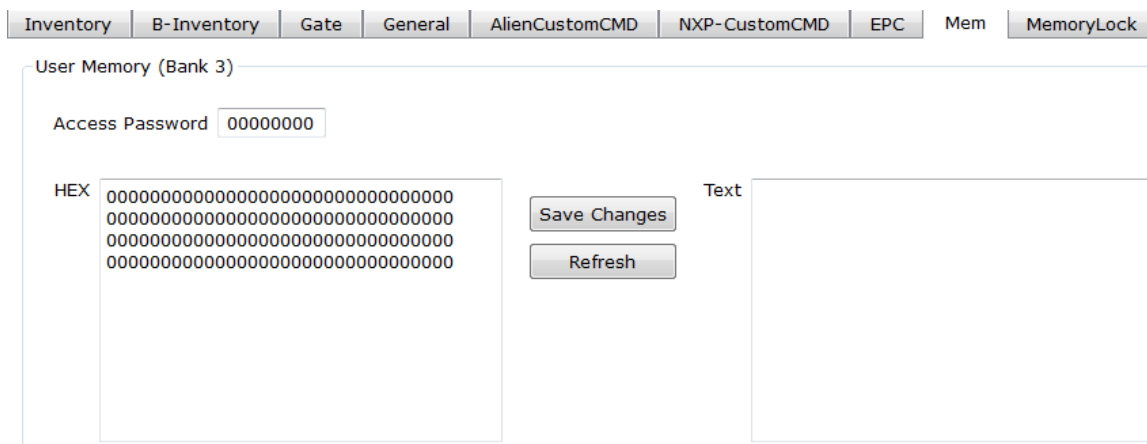 Inventory B-Inventory Gate General AlienCustomCMD NXP-CustomCMD EPC Mem MemoryLock
User Memory (Bank 3)
Access Password 00000000
HEX 00000000000000000000000000000000 Save Changes Text
00000000000000000000000000000000
00000000000000000000000000000000
00000000000000000000000000000000
Refresh